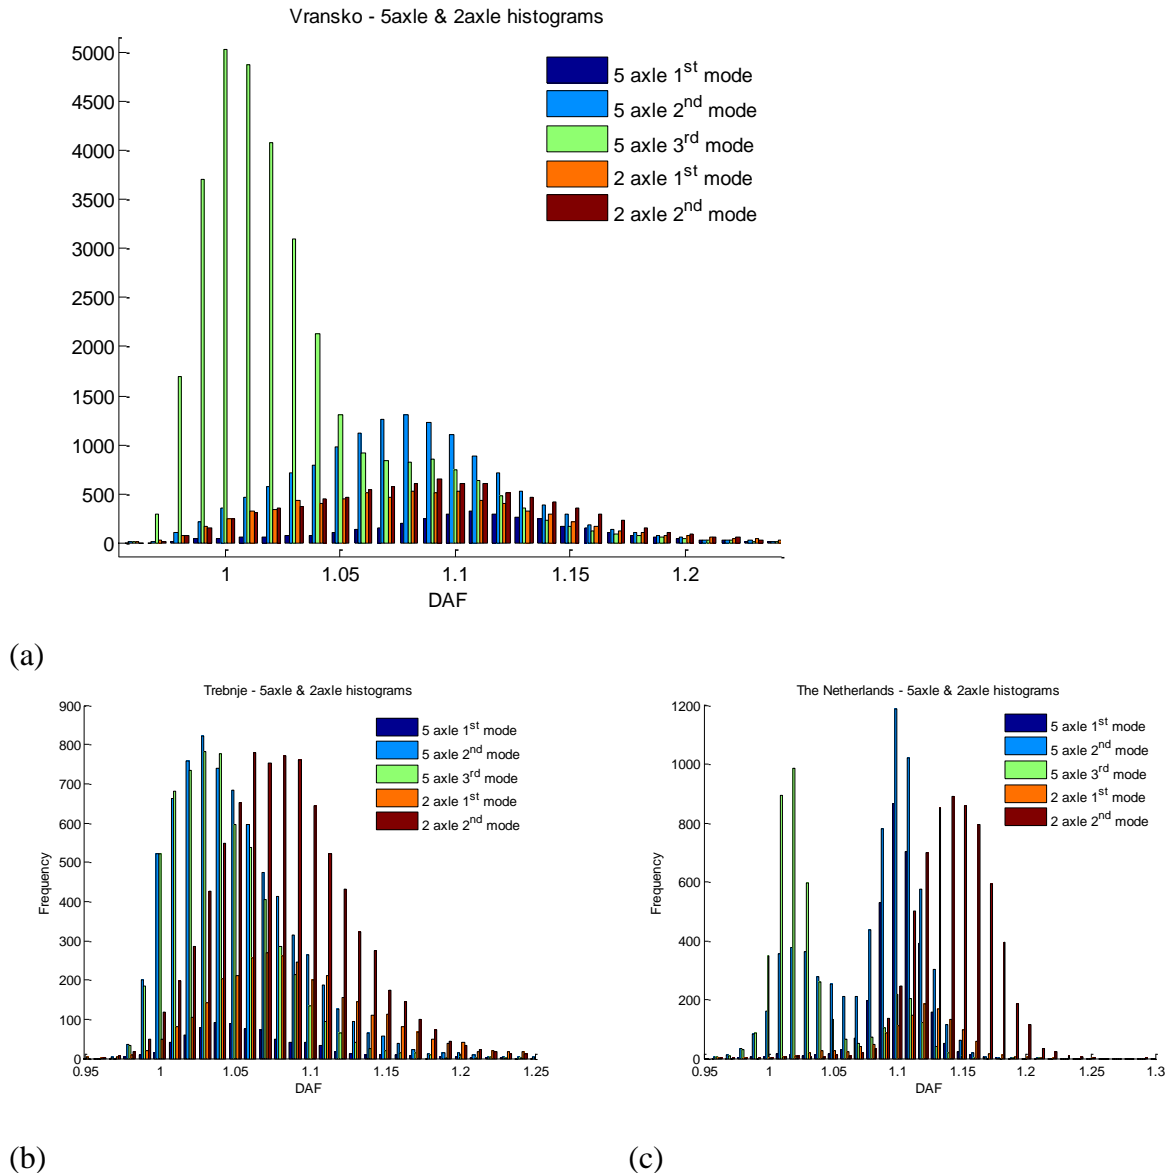 Vransko - 5axle & 2axle histograms
5000
4500
4000
3500
3000
2500
2000
1500
1000
500
0
1 1.05 1.1 1.15 1.2
DAF
5 axle 1st mode
5 axle 2nd mode
5 axle 3rd mode
2 axle 1st mode
2 axle 2nd mode
(a)
Trebnje - 5axle & 2axle histograms
900
800
700
600
500
400
300
200
100
0
Frequency
0.95 1 1.05 1.1 1.15 1.2 1.25
DAF
5 axle 1st mode
5 axle 2nd mode
5 axle 3rd mode
2 axle 1st mode
2 axle 2nd mode
(b)
The Netherlands - 5axle & 2axle histograms
1200
1000
800
600
400
200
0
Frequency
0.95 1 1.05 1.1 1.15 1.2 1.25 1.3
DAF
5 axle 1st mode
5 axle 2nd mode
5 axle 3rd mode
2 axle 1st mode
2 axle 2nd mode
(c)